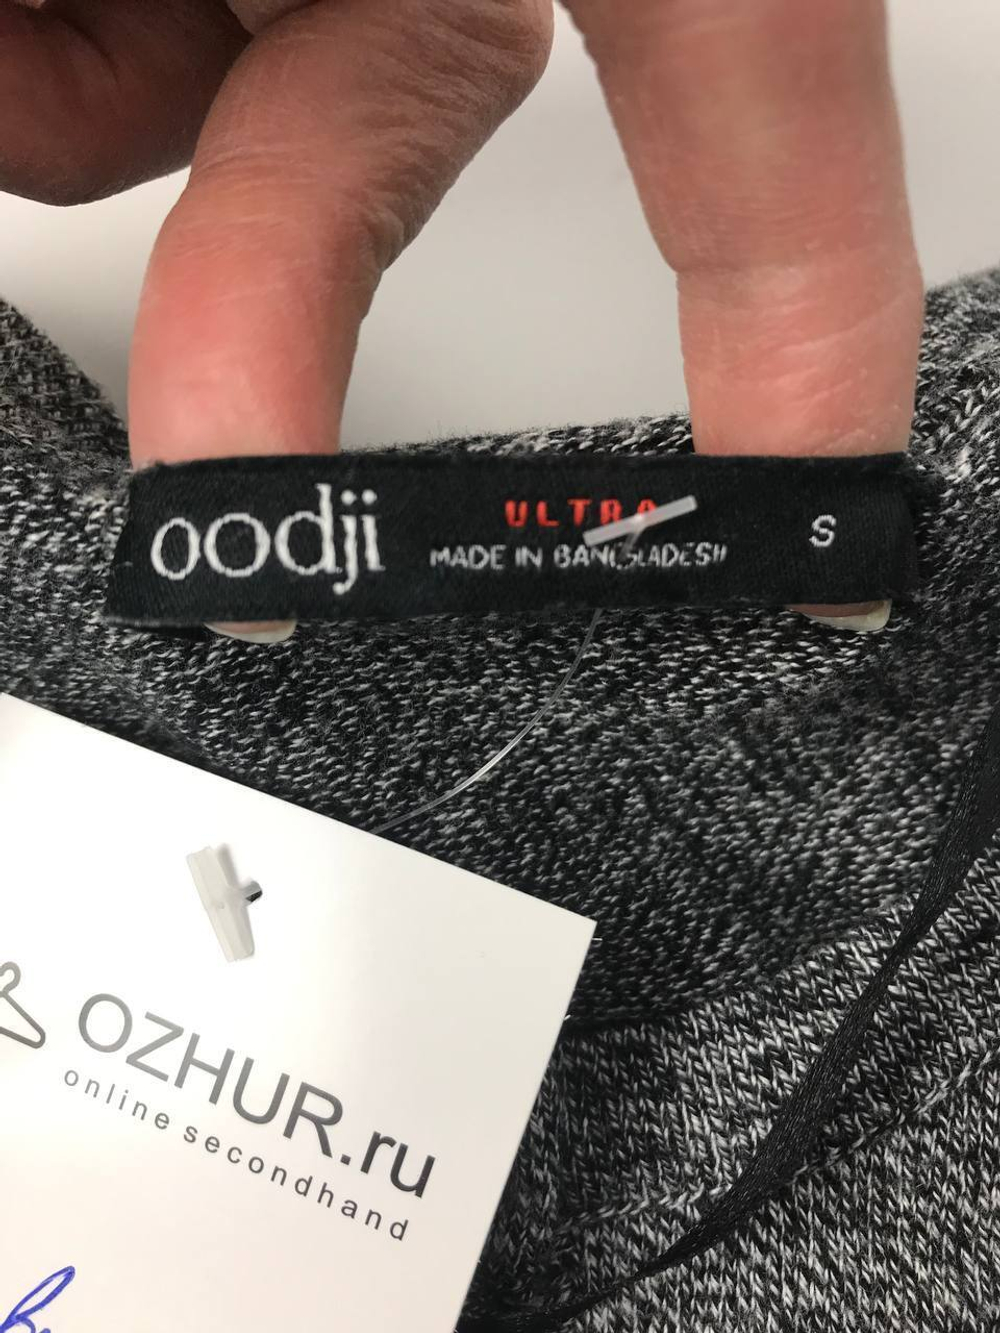 oodji
ULTRA
MADE IN BANGLADESH
S
OZHUR.ru
online secondhand